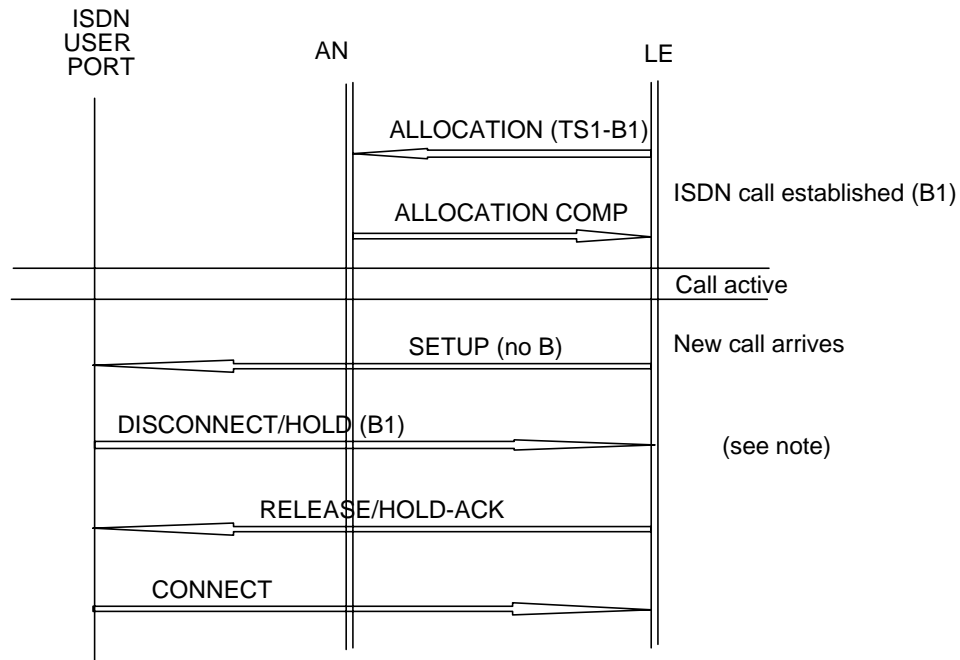 ISDN
USER
PORT
AN
LE
ALLOCATION (TS1-B1)
ISDN call established (B1)
ALLOCATION COMP
Call active
SETUP (no B)
New call arrives
DISCONNECT/HOLD (B1)
(see note)
RELEASE/HOLD-ACK
CONNECT